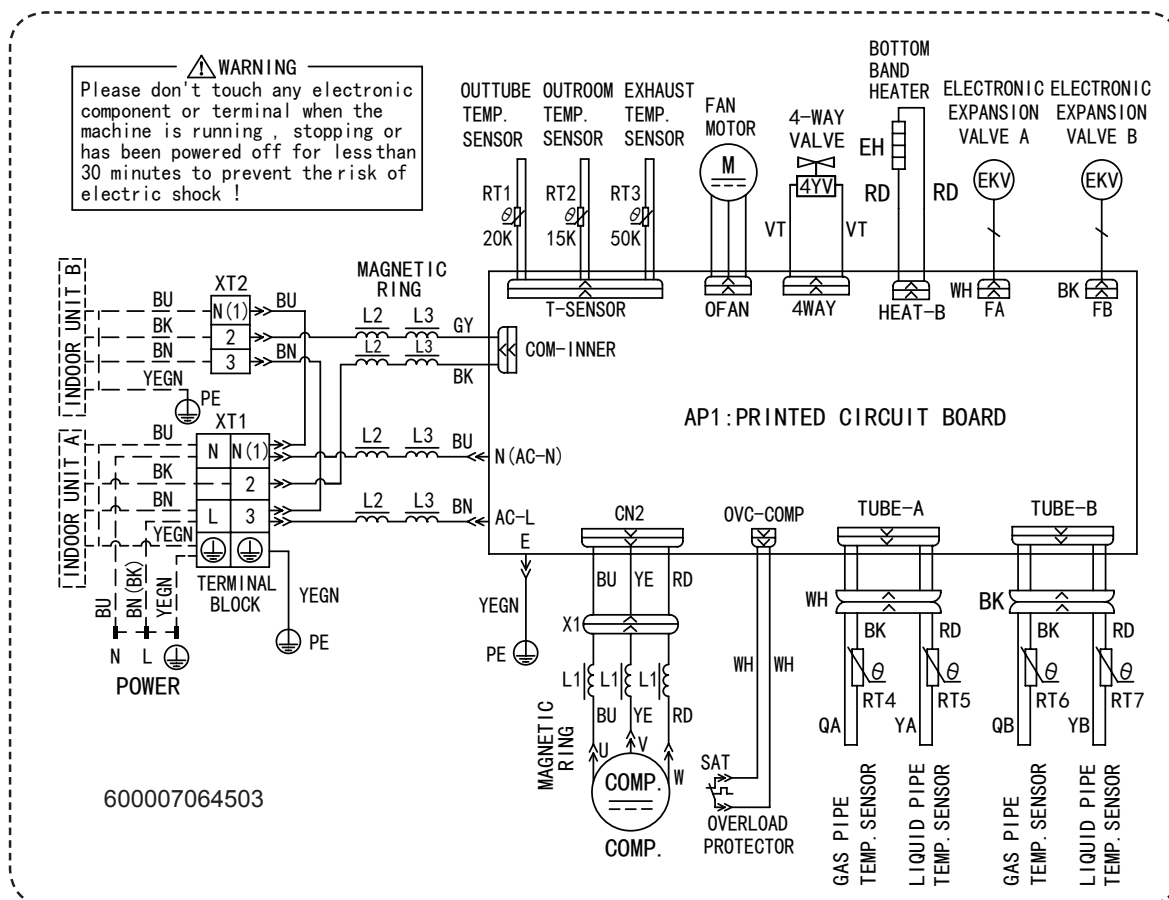 WARNING
Please don't touch any electronic
component or terminal when the
machine is running , stopping or
has been powered off for less than
30 minutes to prevent the risk of
electric shock !
OUTTUBE
TEMP.
SENSOR
OUTROOM
TEMP.
SENSOR
EXHAUST
TEMP.
SENSOR
FAN
MOTOR
4-WAY
VALVE
BOTTOM
BAND
HEATER
ELECTRONIC
EXPANSION
VALVE A
ELECTRONIC
EXPANSION
VALVE B
RT1
θ
20K
RT2
θ
15K
RT3
θ
50K
M
4YV
VT
VT
EH
RD
RD
EKV
EKV
WH
BK
T-SENSOR
OFAN
4WAY
HEAT-B
FA
FB
INDOOR UNIT B
BU
BK
BN
YEGN
PE
XT2
N(1)
2
3
BU
BN
MAGNETIC
RING
L2
L3
GY
L2
L3
BK
COM-INNER
AP1:PRINTED CIRCUIT BOARD
INDOOR UNIT A
BU
BK
BN
YEGN
XT1
N
N(1)
2
L
3
TERMINAL
BLOCK
L2
L3
BU
N(AC-N)
L2
L3
BN
AC-L
E
YEGN
PE
YEGN
PE
BU
BN(BK)
YEGN
N
L
POWER
CN2
BU
YE
RD
X1
L1
L1
L1
BU
YE
RD
MAGNETIC
RING
U
V
W
COMP.
COMP.
OVC-COMP
WH
WH
SAT
OVERLOAD
PROTECTOR
TUBE-A
WH
BK
RD
θ
RT4
θ
RT5
QA
YA
GAS PIPE
TEMP. SENSOR
LIQUID PIPE
TEMP. SENSOR
TUBE-B
BK
BK
RD
θ
RT6
θ
RT7
QB
YB
GAS PIPE
TEMP. SENSOR
LIQUID PIPE
TEMP. SENSOR
600007064503